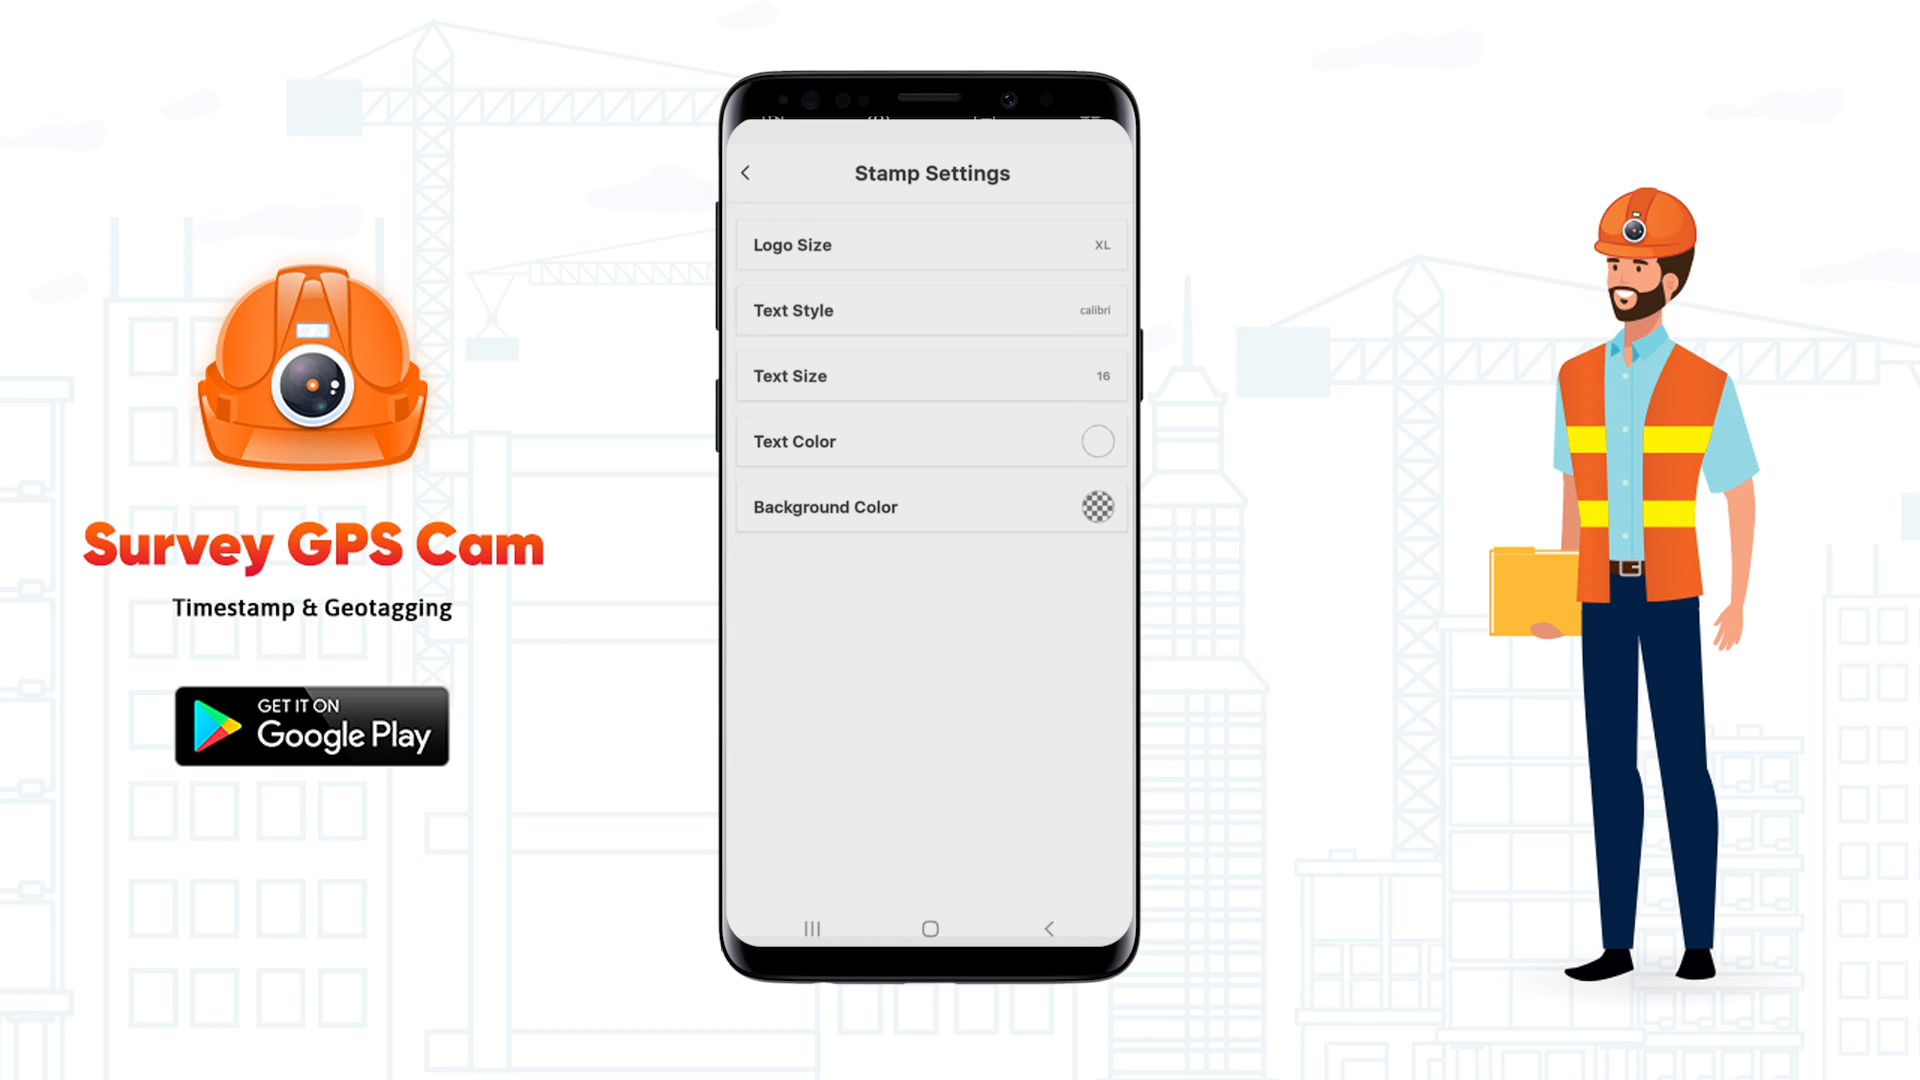 Survey GPS Cam
Timestamp & Geotagging
GET IT ON
Google Play
Stamp Settings
Logo Size XL
Text Style calibri
Text Size 16
Text Color
Background Color